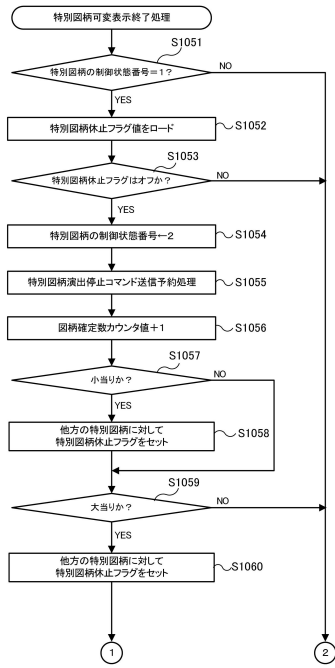 特別図柄可変表示終了処理
S1051
特別図柄の制御状態番号=1?
NO
YES
特別図柄休止フラグ値をロード
S1052
S1053
特別図柄休止フラグはオフか?
NO
YES
特別図柄の制御状態番号←2
S1054
特別図柄演出停止コマンド送信予約処理
S1055
図柄確定数カウンタ値+1
S1056
S1057
小当りか?
NO
YES
他方の特別図柄に対して
特別図柄休止フラグをセット
S1058
S1059
大当りか?
NO
YES
他方の特別図柄に対して
特別図柄休止フラグをセット
S1060
1
2